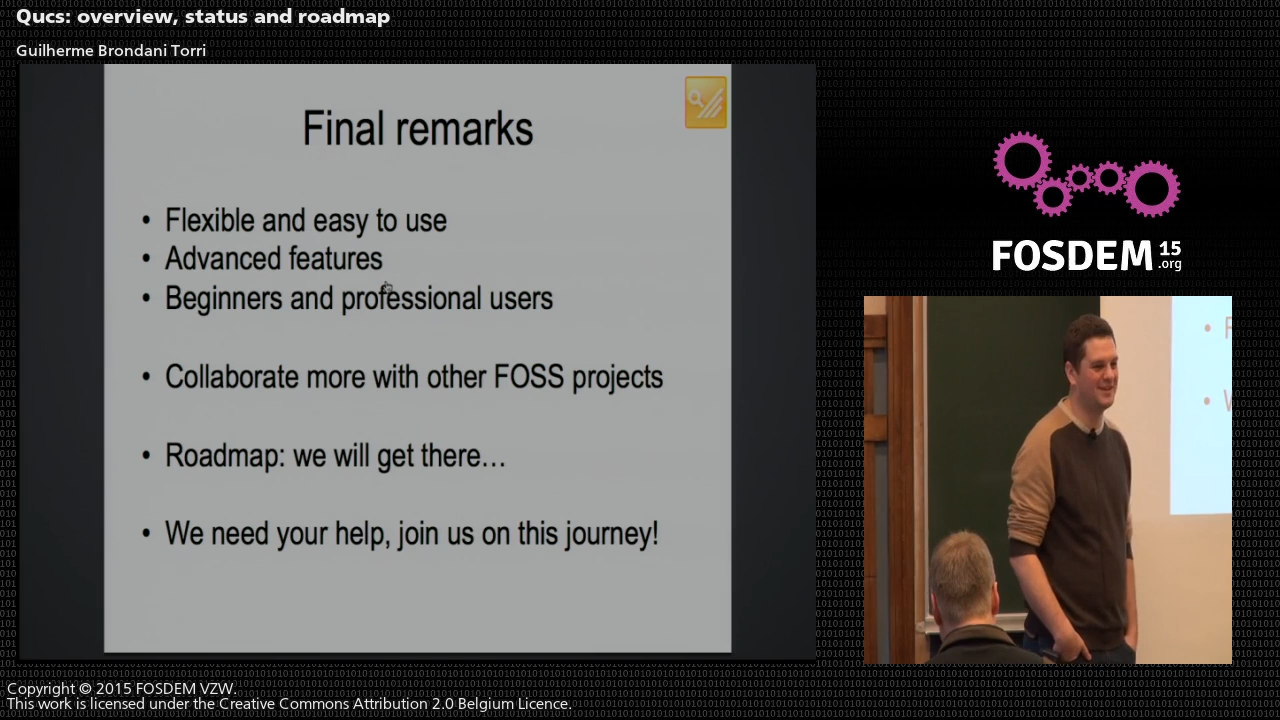 Qucs: overview, status and roadmap
Guilherme Brondani Torri
Final remarks
• Flexible and easy to use
• Advanced features
• Beginners and professional users
• Collaborate more with other FOSS projects
• Roadmap: we will get there…
• We need your help, join us on this journey!
FOSDEM 15
.org
Copyright © 2015 FOSDEM VZW.
This work is licensed under the Creative Commons Attribution 2.0 Belgium Licence.